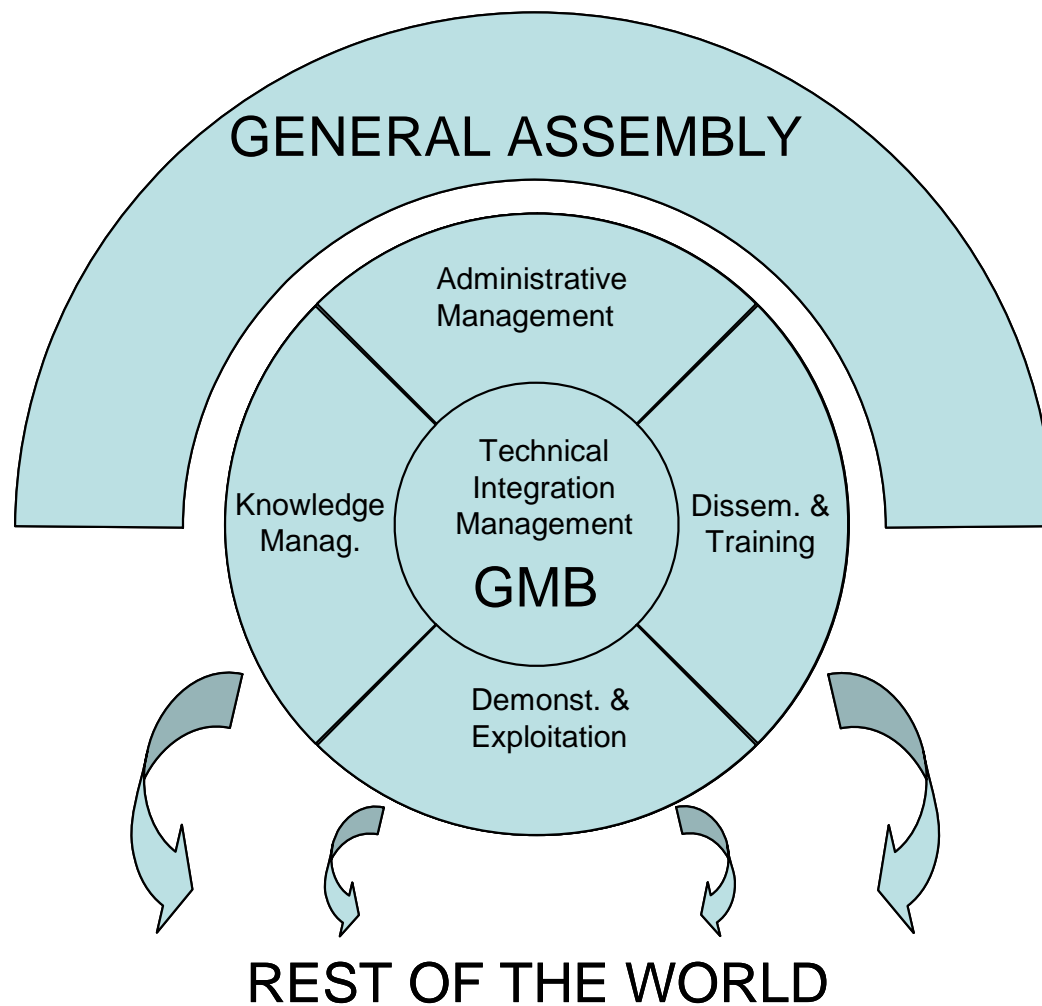 GENERAL ASSEMBLY
Administrative
Management
Technical
Integration
Management
GMB
Knowledge
Manag.
Dissem. &
Training
Demonst. &
Exploitation
REST OF THE WORLD